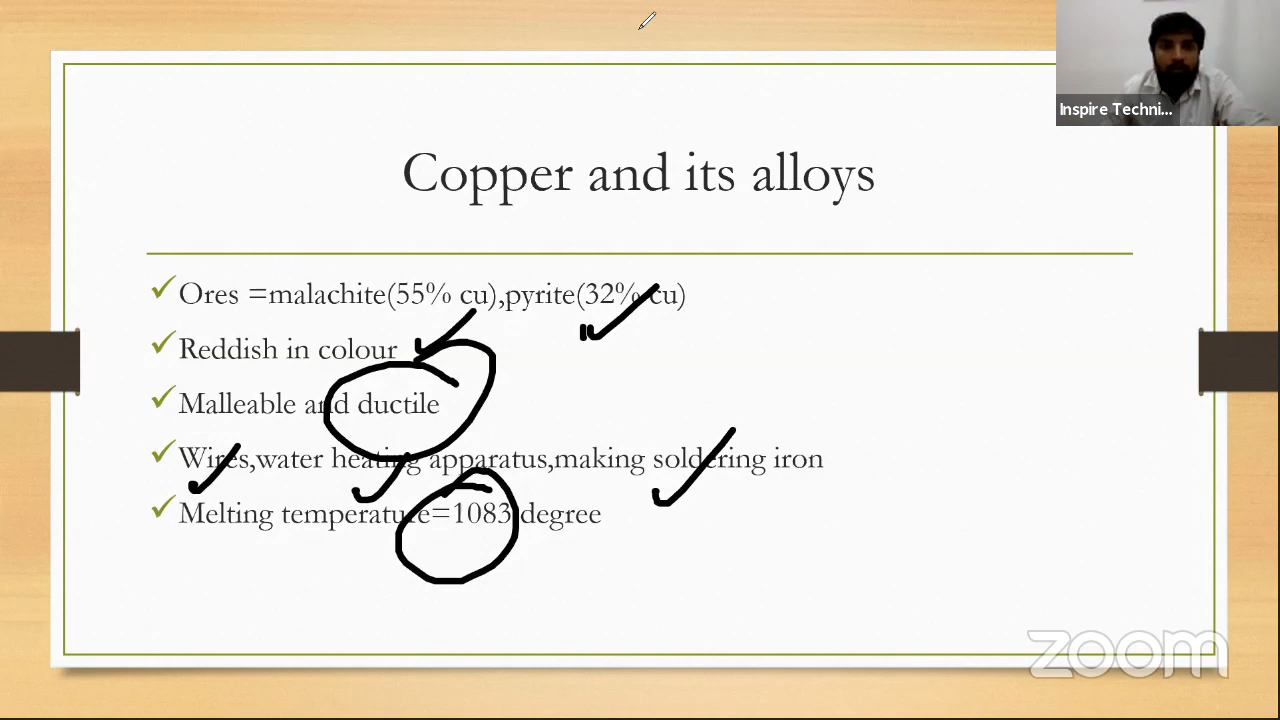 Inspire Techni...
Copper and its alloys
Ores =malachite(55% cu),pyrite(32% cu)
Reddish in colour
Malleable and ductile
Wires,water heating apparatus,making soldering iron
Melting temperature=1083 degree
zoom